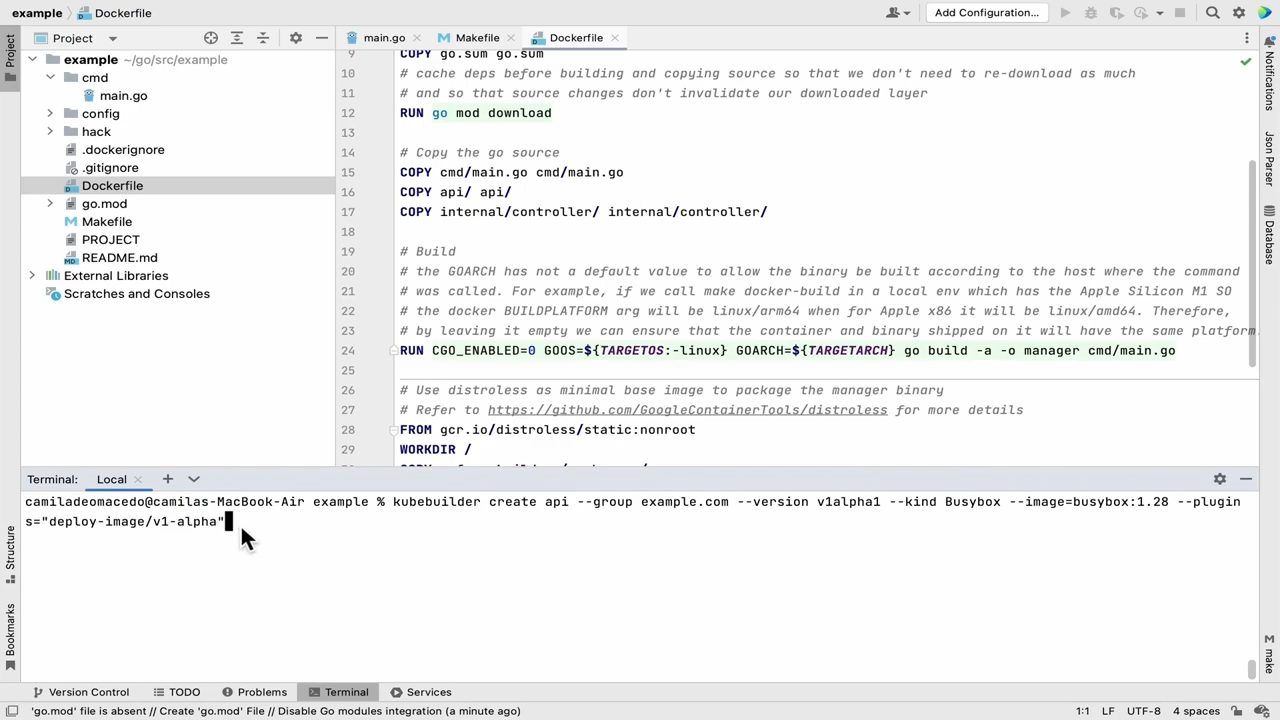 example
Dockerfile
Add Configuration...
Project
Project
main.go
Makefile
Dockerfile
example ~/go/src/example
cmd
main.go
config
hack
.dockerignore
.gitignore
Dockerfile
go.mod
Makefile
PROJECT
README.md
External Libraries
Scratches and Consoles
9 COPY go.sum go.sum
10 # cache deps before building and copying source so that we don't need to re-download as much
11 # and so that source changes don't invalidate our downloaded layer
12 RUN go mod download
13
14 # Copy the go source
15 COPY cmd/main.go cmd/main.go
16 COPY api/ api/
17 COPY internal/controller/ internal/controller/
18
19 # Build
20 # the GOARCH has not a default value to allow the binary be built according to the host where the command
21 # was called. For example, if we call make docker-build in a local env which has the Apple Silicon M1 SO
22 # the docker BUILDPLATFORM arg will be linux/arm64 when for Apple x86 it will be linux/amd64. Therefore,
23 # by leaving it empty we can ensure that the container and binary shipped on it will have the same platform.
24 RUN CGO_ENABLED=0 GOOS=${TARGETOS:-linux} GOARCH=${TARGETARCH} go build -a -o manager cmd/main.go
25
26 # Use distroless as minimal base image to package the manager binary
27 # Refer to https://github.com/GoogleContainerTools/distroless for more details
28 FROM gcr.io/distroless/static:nonroot
29 WORKDIR /
Notifications
Json Parser
Database
make
Structure
Bookmarks
Terminal: Local
camiladeomacedo@camilas-MacBook-Air example % kubebuilder create api --group example.com --version v1alpha1 --kind Busybox --image=busybox:1.28 --plugin
s="deploy-image/v1-alpha"
Version Control
TODO
Problems
Terminal
Services
'go.mod' file is absent // Create 'go.mod' File // Disable Go modules integration (a minute ago)
1:1 LF UTF-8 4 spaces